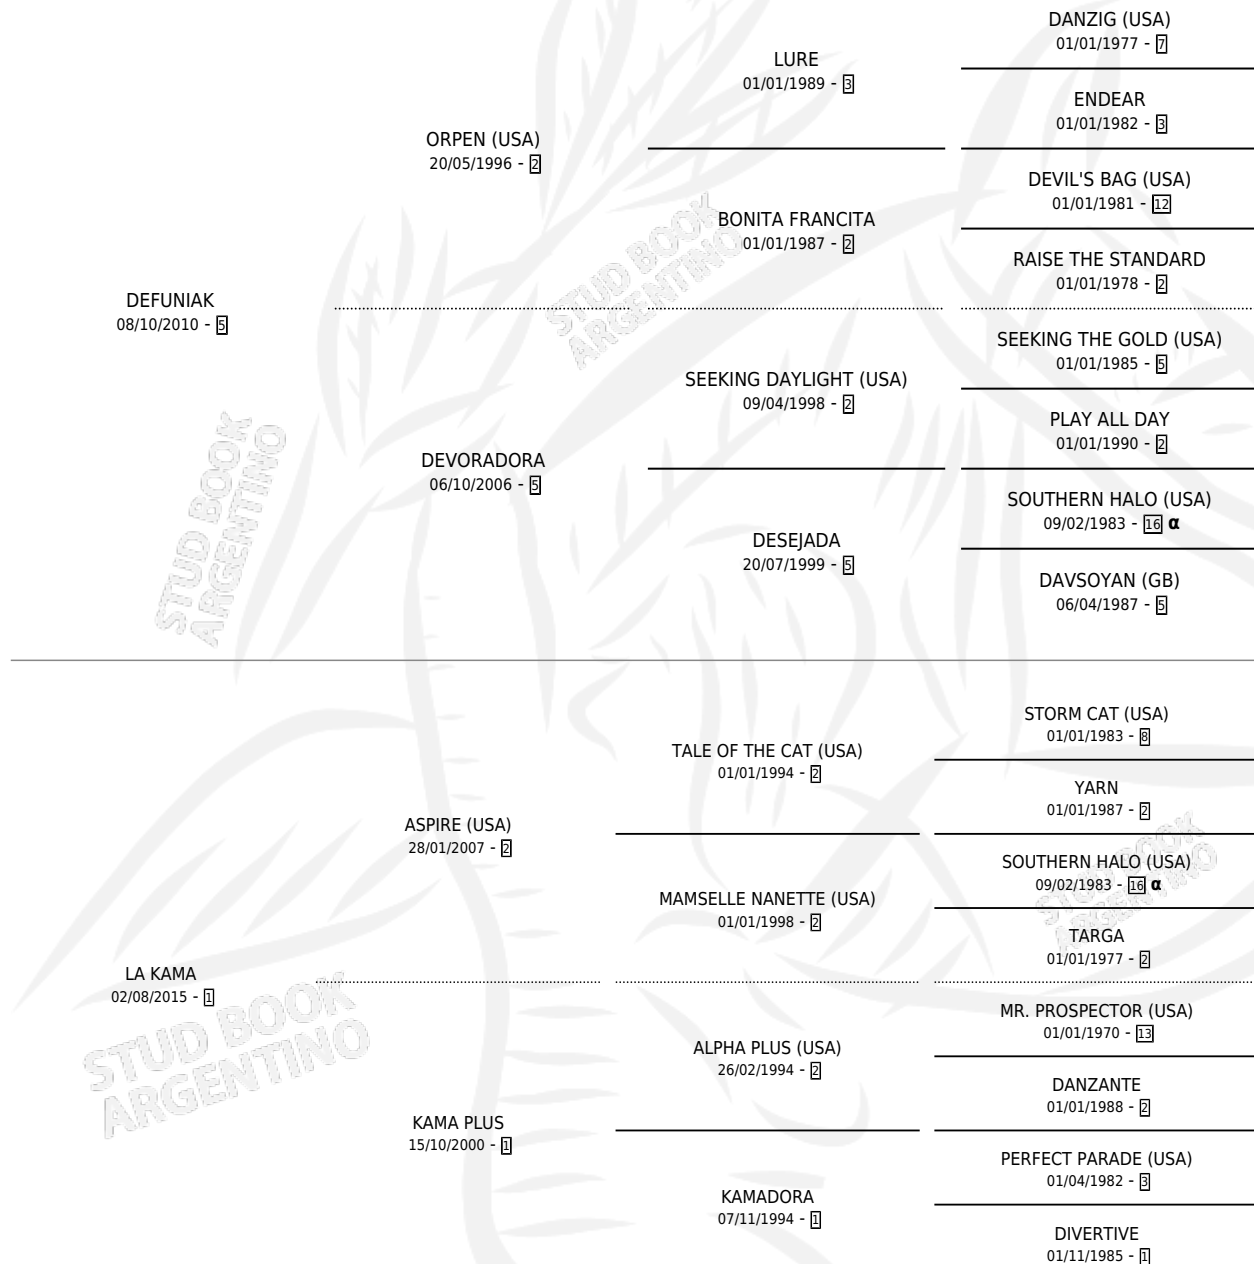 DANZIG (USA)
01/01/1977 - 7
LURE
01/01/1989 - 3
ENDEAR
01/01/1982 - 3
ORPEN (USA)
20/05/1996 - 2
DEVIL'S BAG (USA)
01/01/1981 - 12
BONITA FRANCITA
01/01/1987 - 2
RAISE THE STANDARD
01/01/1978 - 2
DEFUNIAK
08/10/2010 - 5
SEEKING THE GOLD (USA)
01/01/1985 - 5
SEEKING DAYLIGHT (USA)
09/04/1998 - 2
PLAY ALL DAY
01/01/1990 - 2
DEVORADORA
06/10/2006 - 5
SOUTHERN HALO (USA)
09/02/1983 - 16 α
DESEJADA
20/07/1999 - 5
DAVSOYAN (GB)
06/04/1987 - 5
STORM CAT (USA)
01/01/1983 - 8
TALE OF THE CAT (USA)
01/01/1994 - 2
YARN
01/01/1987 - 2
ASPIRE (USA)
28/01/2007 - 2
SOUTHERN HALO (USA)
09/02/1983 - 16 α
MAMSELLE NANETTE (USA)
01/01/1998 - 2
TARGA
01/01/1977 - 2
LA KAMA
02/08/2015 - 1
MR. PROSPECTOR (USA)
01/01/1970 - 13
ALPHA PLUS (USA)
26/02/1994 - 2
DANZANTE
01/01/1988 - 2
KAMA PLUS
15/10/2000 - 1
PERFECT PARADE (USA)
01/04/1982 - 3
KAMADORA
07/11/1994 - 1
DIVERTIVE
01/11/1985 - 1
STUD BOOK
ARGENTINO
STUD BOOK
ARGENTINO
STUD BOOK
ARGENTINO
STUD BOOK
ARGENTINO